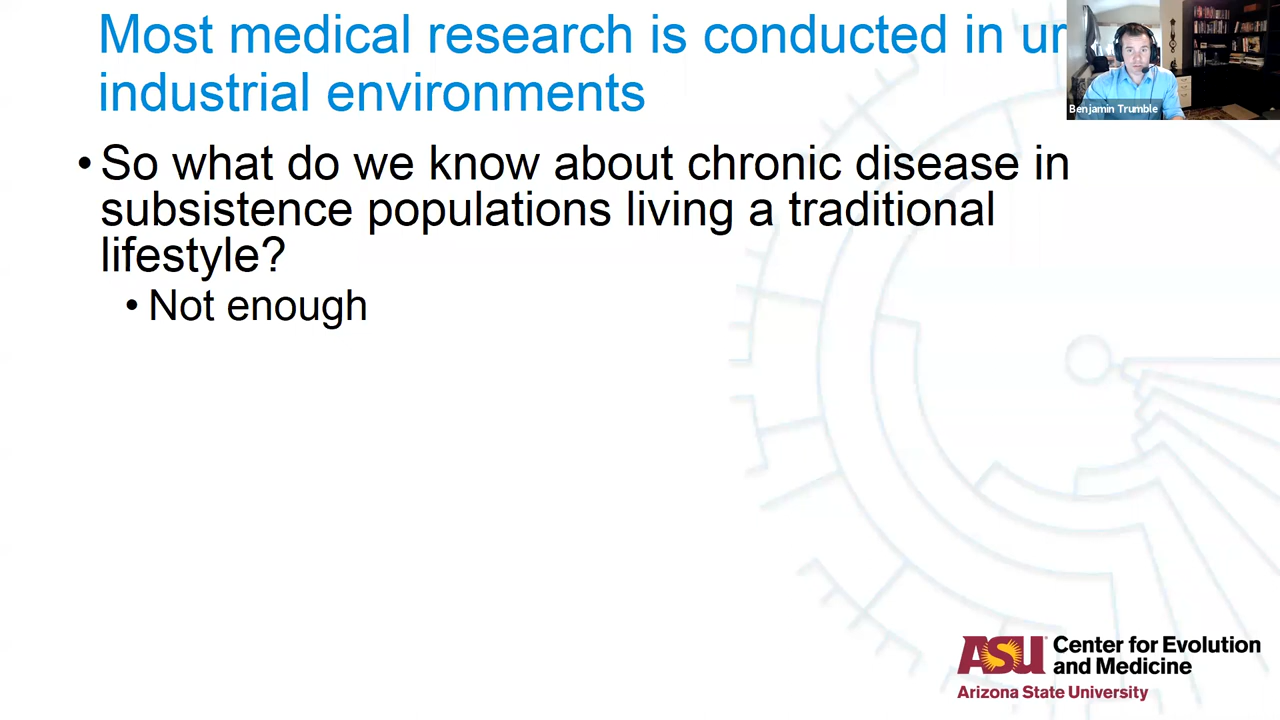 Most medical research is conducted in
industrial environments
• So what do we know about chronic disease in
subsistence populations living a traditional
lifestyle?
• Not enough
Benjamin Trumble
ASU Center for Evolution
and Medicine
Arizona State University